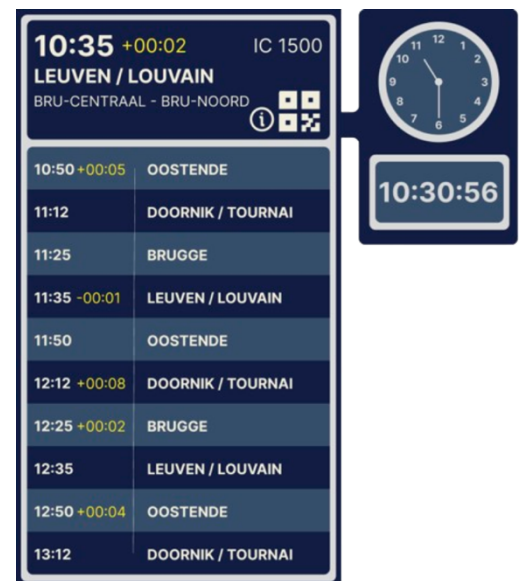 10:35 +00:02 IC 1500
LEUVEN / LOUVAIN
BRU-CENTRAAL - BRU-NOORD
i
10:50 +00:05 OOSTENDE
11:12 DOORNIK / TOURNAI
11:25 BRUGGE
11:35 -00:01 LEUVEN / LOUVAIN
11:50 OOSTENDE
12:12 +00:08 DOORNIK / TOURNAI
12:25 +00:02 BRUGGE
12:35 LEUVEN / LOUVAIN
12:50 +00:04 OOSTENDE
13:12 DOORNIK / TOURNAI
12
1
2
3
4
5
6
7
8
9
10
11
10:30:56